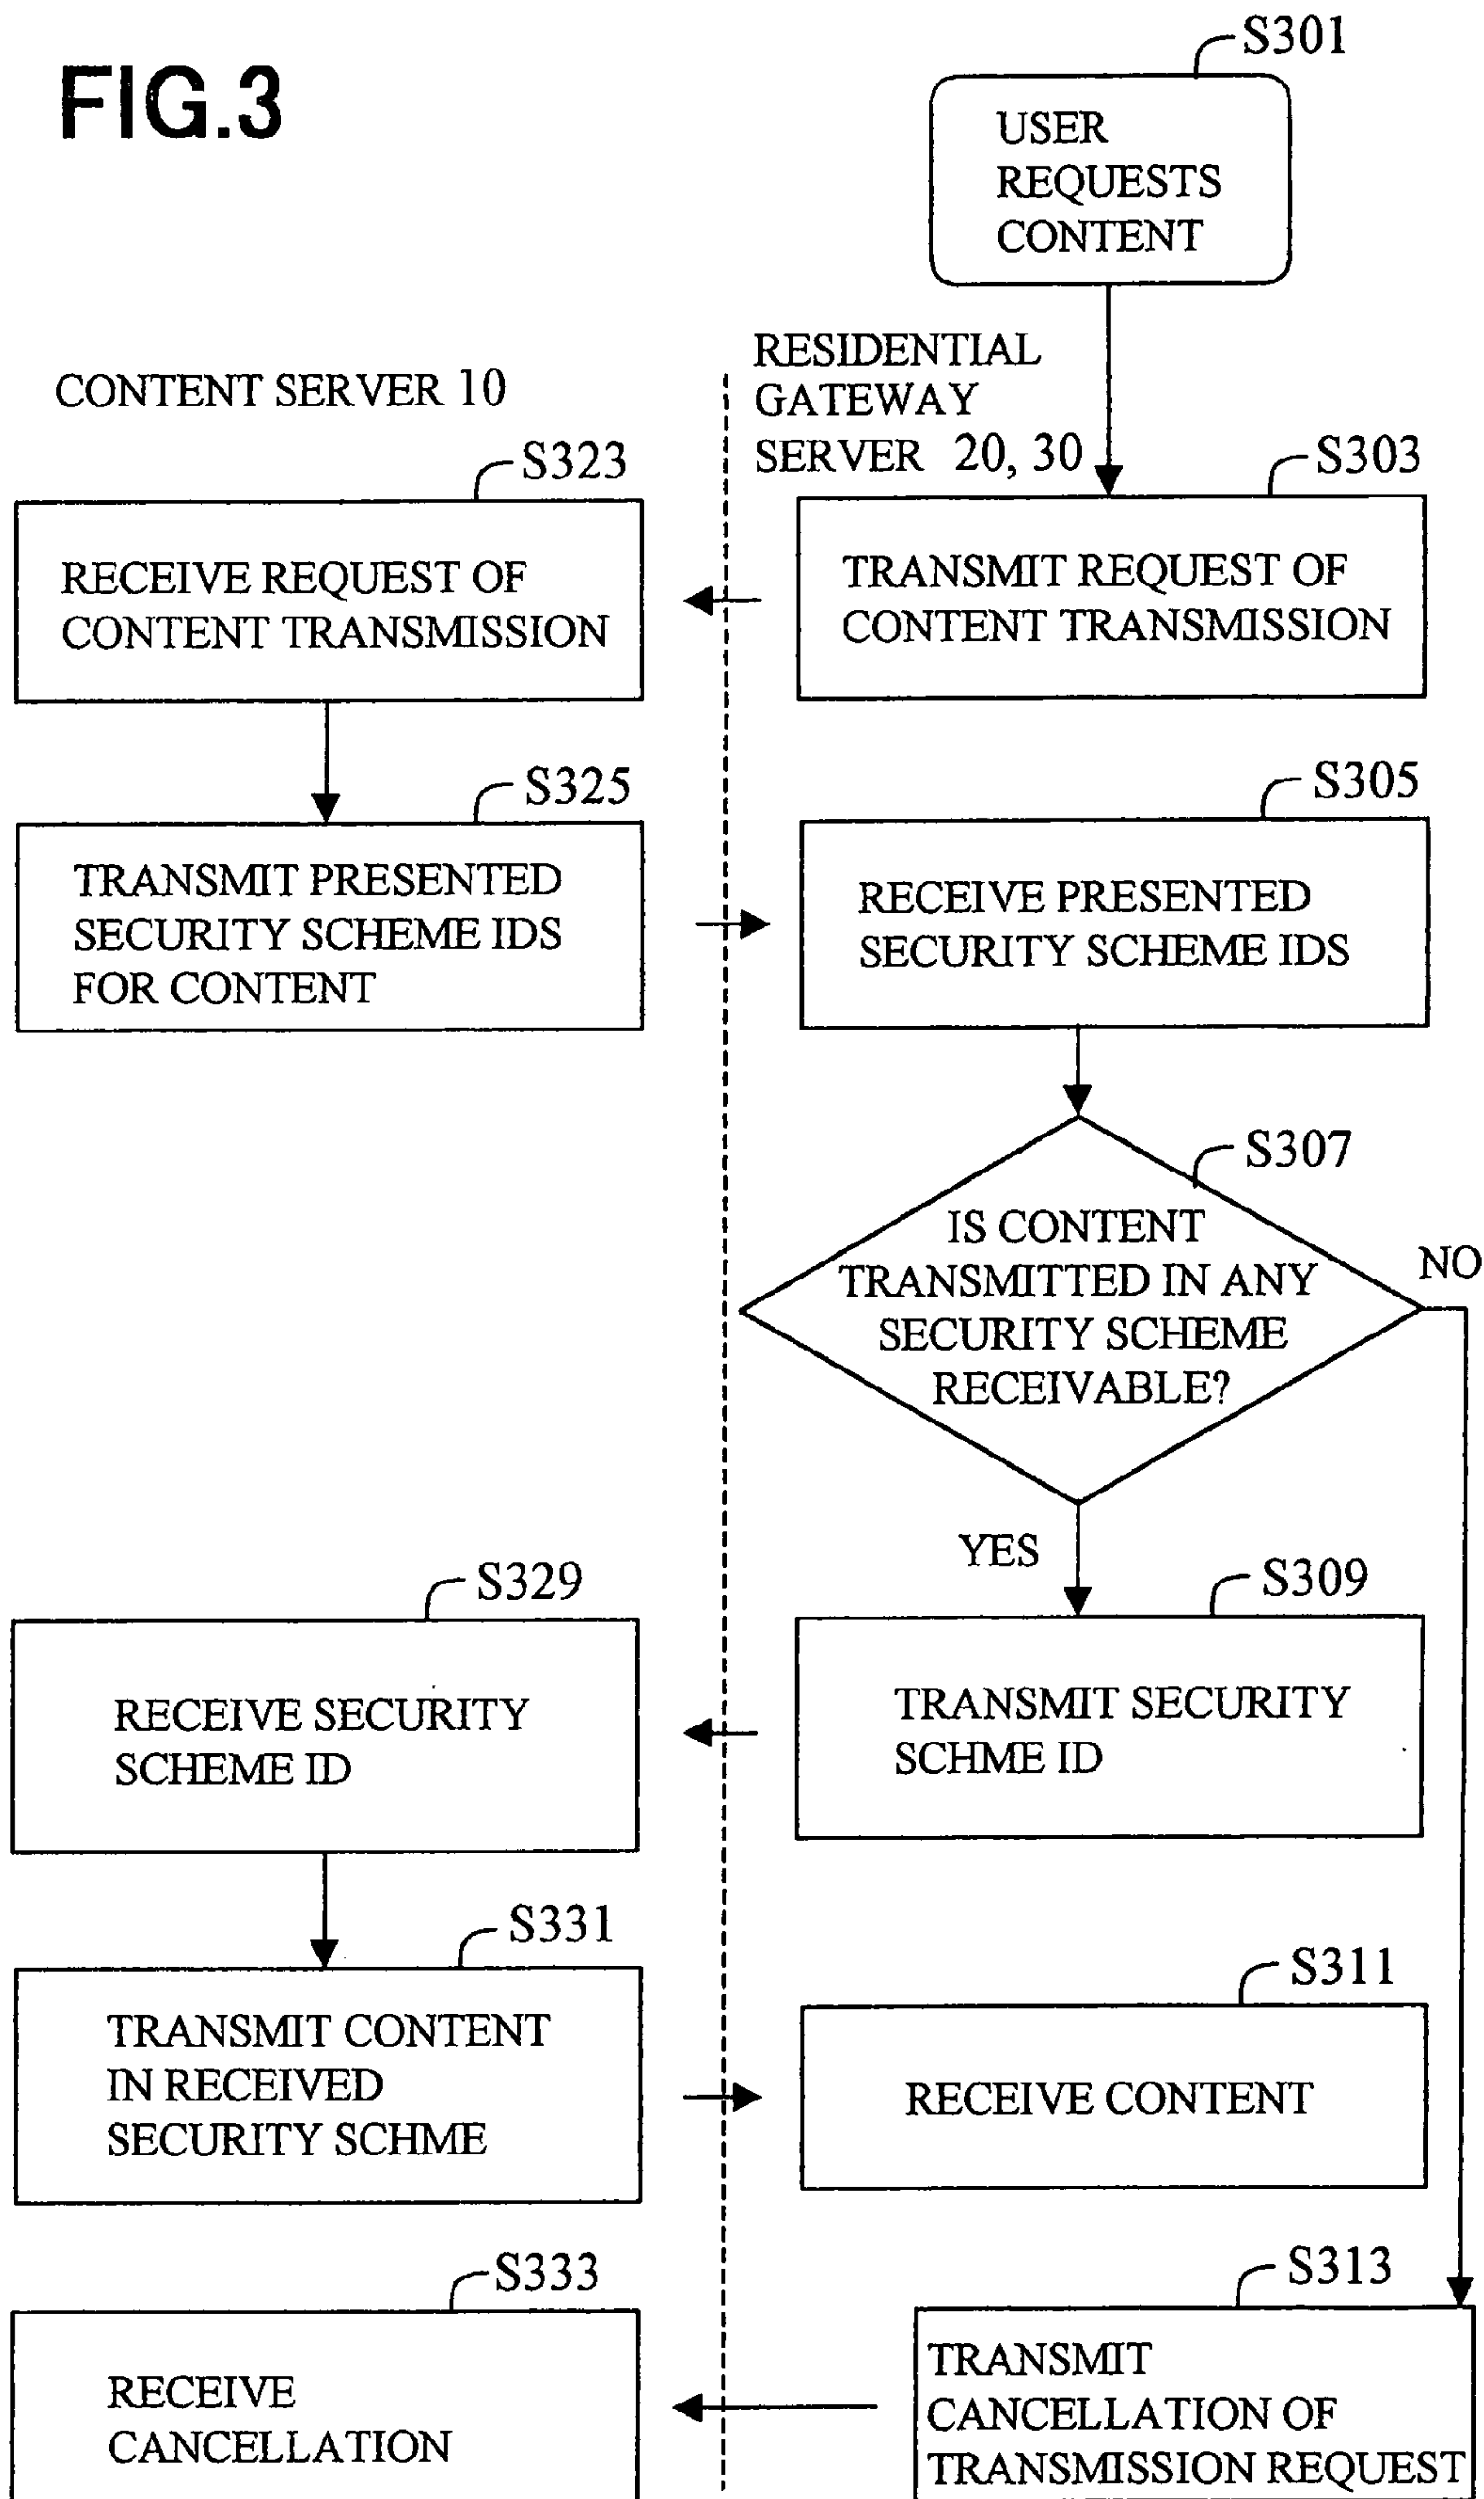 FIG.3
S301
USER
REQUESTS
CONTENT
CONTENT SERVER 10
RESIDENTIAL
GATEWAY
SERVER 20, 30
S323
RECEIVE REQUEST OF
CONTENT TRANSMISSION
S303
TRANSMIT REQUEST OF
CONTENT TRANSMISSION
S325
TRANSMIT PRESENTED
SECURITY SCHEME IDS
FOR CONTENT
S305
RECEIVE PRESENTED
SECURITY SCHEME IDS
S307
IS CONTENT
TRANSMITTED IN ANY
SECURITY SCHEME
RECEIVABLE?
NO
YES
S329
RECEIVE SECURITY
SCHEME ID
S309
TRANSMIT SECURITY
SCHME ID
S331
TRANSMIT CONTENT
IN RECEIVED
SECURITY SCHME
S311
RECEIVE CONTENT
S333
RECEIVE
CANCELLATION
S313
TRANSMIT
CANCELLATION OF
TRANSMISSION REQUEST